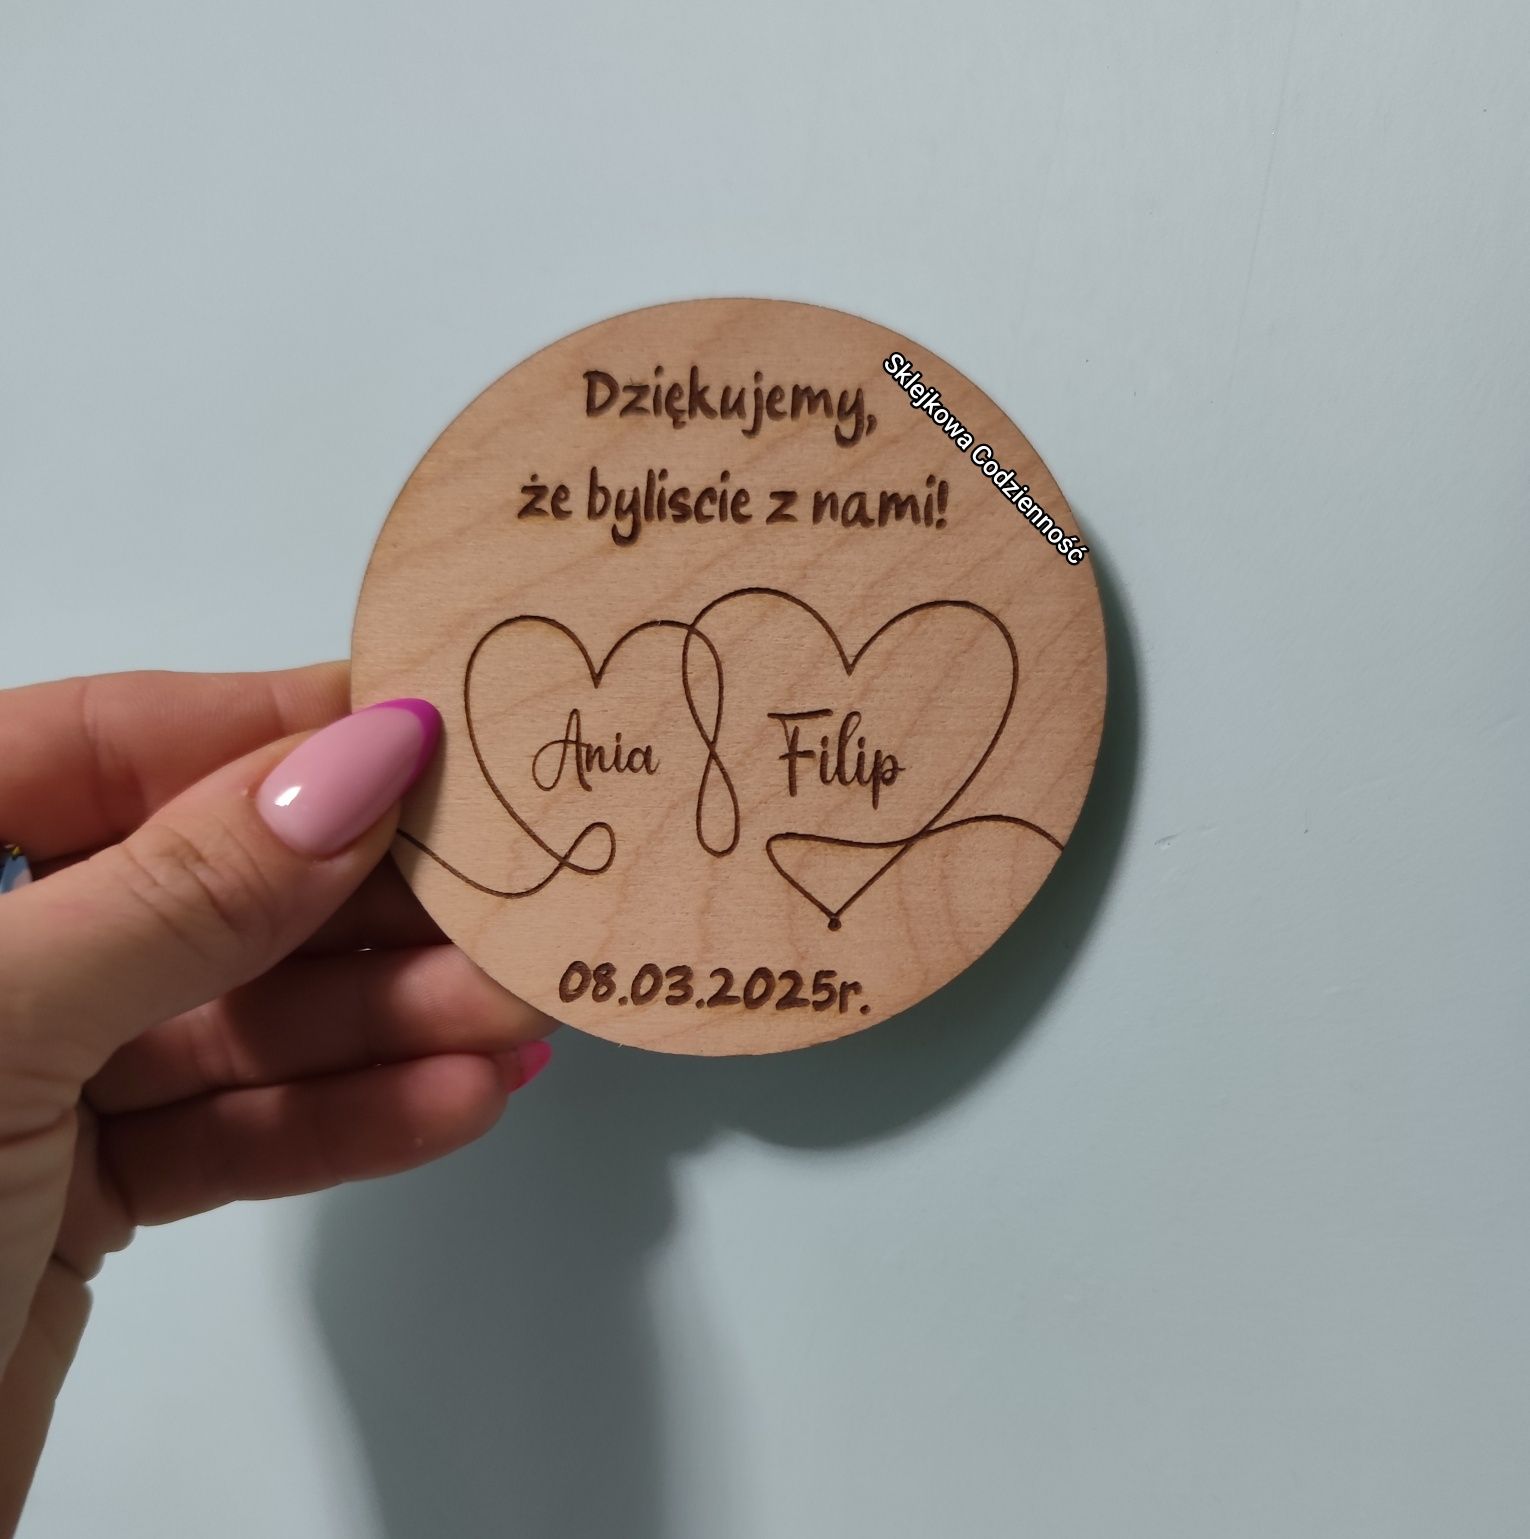 Dziękujemy,
że byliscie z nami!
Sklejkowa Codzienność
Ania
Filip
08.03.2025r.